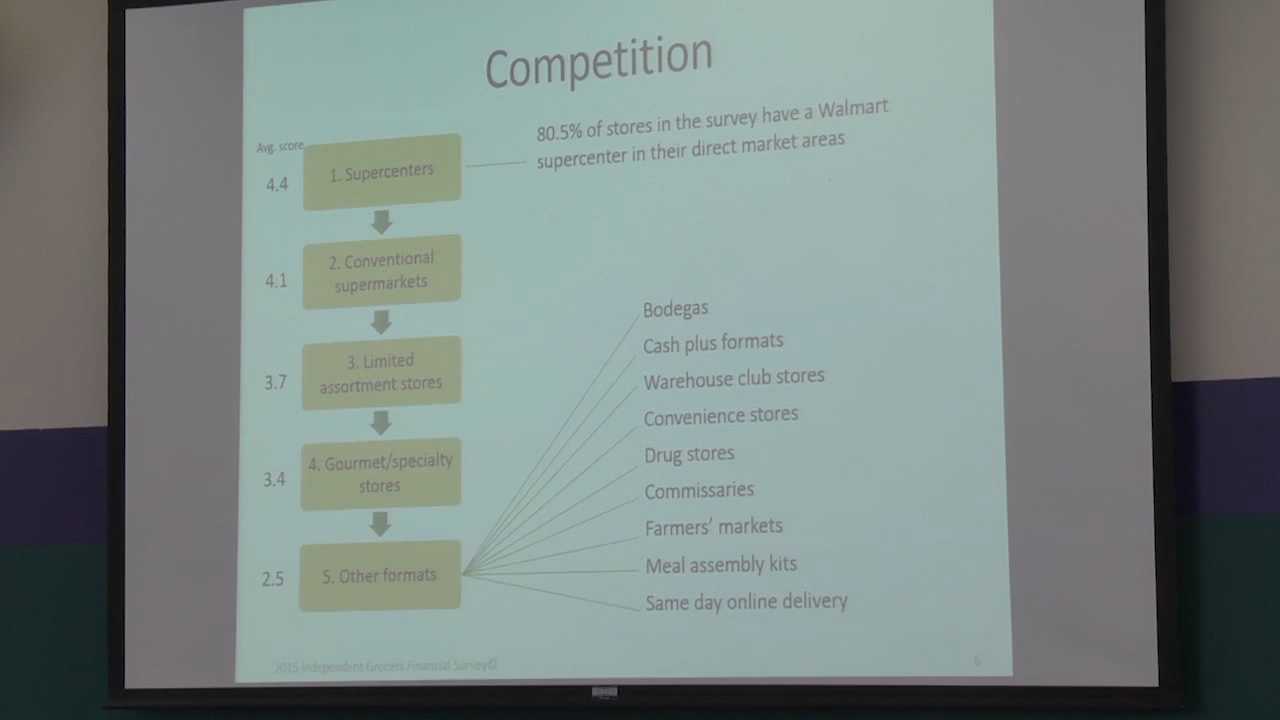 Competition
Avg. score
80.5% of stores in the survey have a Walmart
supercenter in their direct market areas
4.4
1. Supercenters
4.1
2. Conventional
supermarkets
3.7
3. Limited
assortment stores
3.4
4. Gourmet/specialty
stores
2.5
5. Other formats
Bodegas
Cash plus formats
Warehouse club stores
Convenience stores
Drug stores
Commissaries
Farmers’ markets
Meal assembly kits
Same day online delivery
2015 Independent Grocers Financial Survey©
6